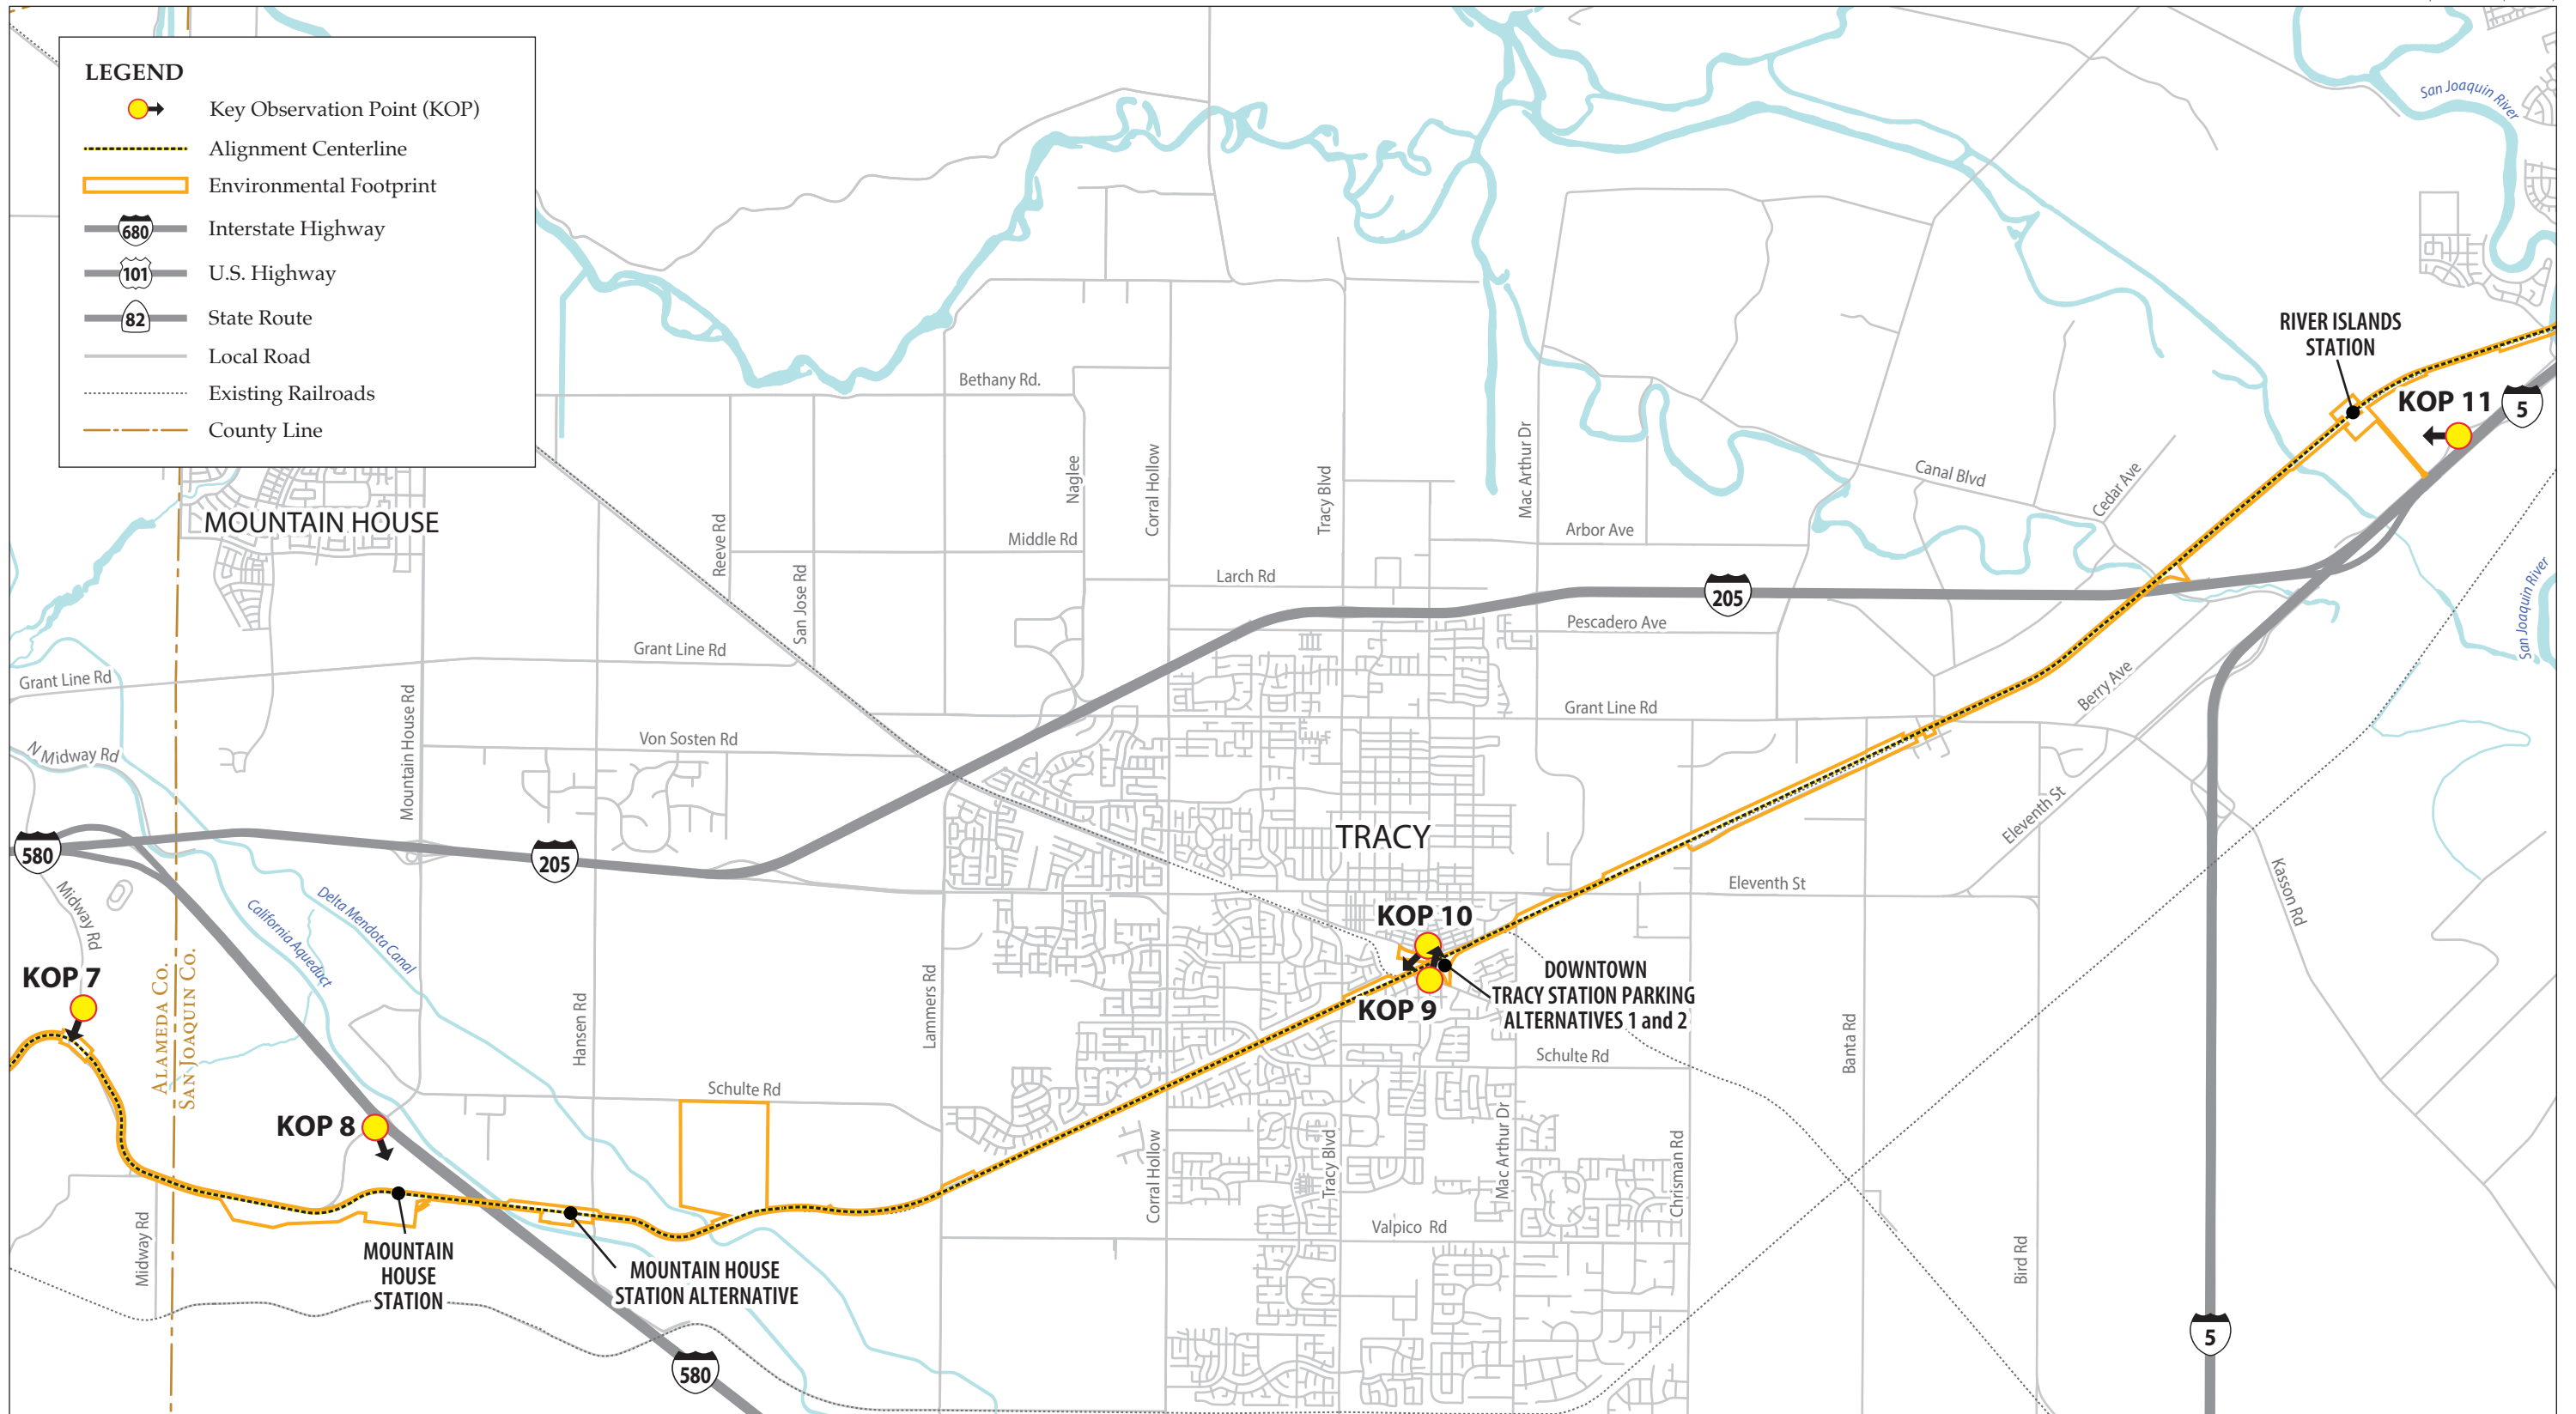 LEGEND
Key Observation Point (KOP)
Alignment Centerline
Environmental Footprint
680 Interstate Highway
101 U.S. Highway
82 State Route
Local Road
Existing Railroads
County Line
San Joaquin River
RIVER ISLANDS
STATION
KOP 11
5
Bethany Rd.
Naglee
Corral Hollow
Tracy Blvd
Mac Arthur Dr
Canal Blvd
Cedar Ave
MOUNTAIN HOUSE
Reeve Rd
Middle Rd
Arbor Ave
San Jose Rd
Larch Rd
205
San Joaquin River
Pescadero Ave
Grant Line Rd
Grant Line Rd
Berry Ave
Mountain House Rd
Grant Line Rd
N Midway Rd
Von Sosten Rd
Eleventh St
TRACY
580
205
Kasson Rd
Eleventh St
Midway Rd
California Aqueduct
Delta Mendota Canal
KOP 10
KOP 7
ALAMEDA CO.
SAN JOAQUIN CO.
Hansen Rd
Lammers Rd
KOP 9
DOWNTOWN
TRACY STATION PARKING
ALTERNATIVES 1 and 2
Banta Rd
Schulte Rd
Schulte Rd
KOP 8
Corral Hollow
Tracy Blvd
Mac Arthur Dr
Chrisman Rd
Midway Rd
Valpico Rd
Bird Rd
MOUNTAIN
HOUSE
STATION
MOUNTAIN HOUSE
STATION ALTERNATIVE
580
5